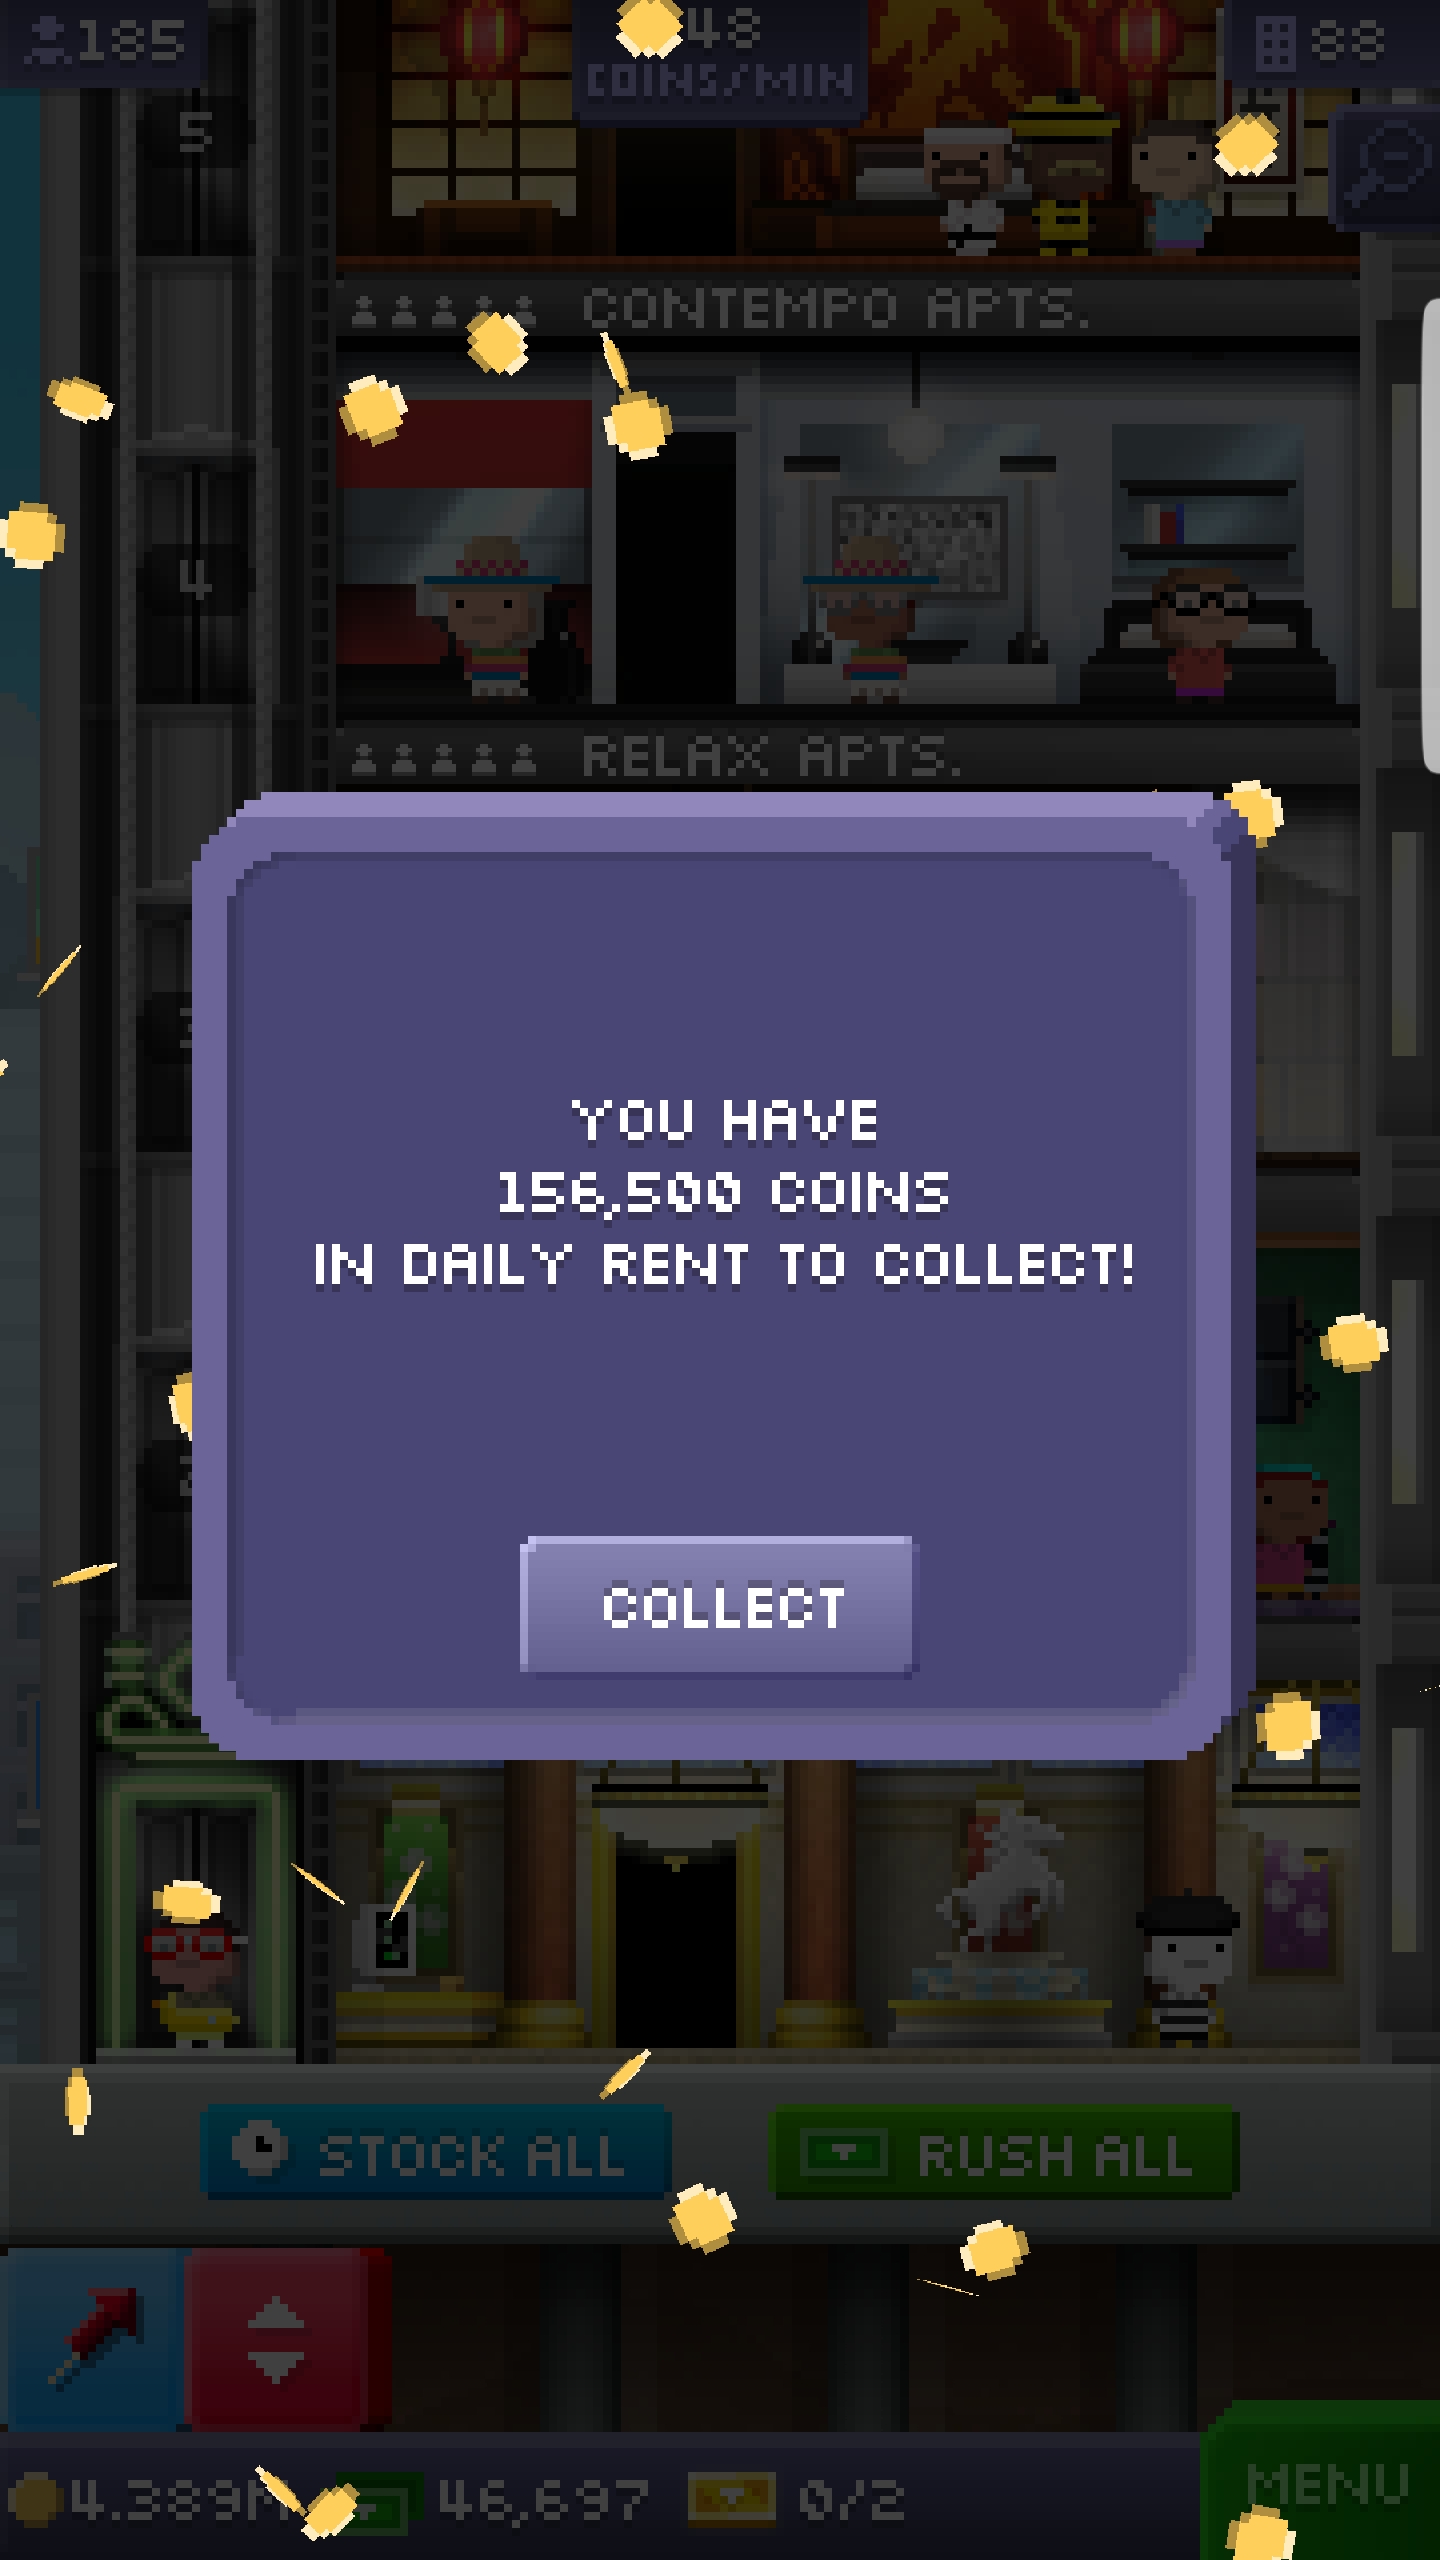 185
48
COINS/MIN
88
5
CONTEMPO APTS.
4
RELAX APTS.
YOU HAVE
156,500 COINS
IN DAILY RENT TO COLLECT!
COLLECT
STOCK ALL
RUSH ALL
4.389M
46,697
0/2
MENU